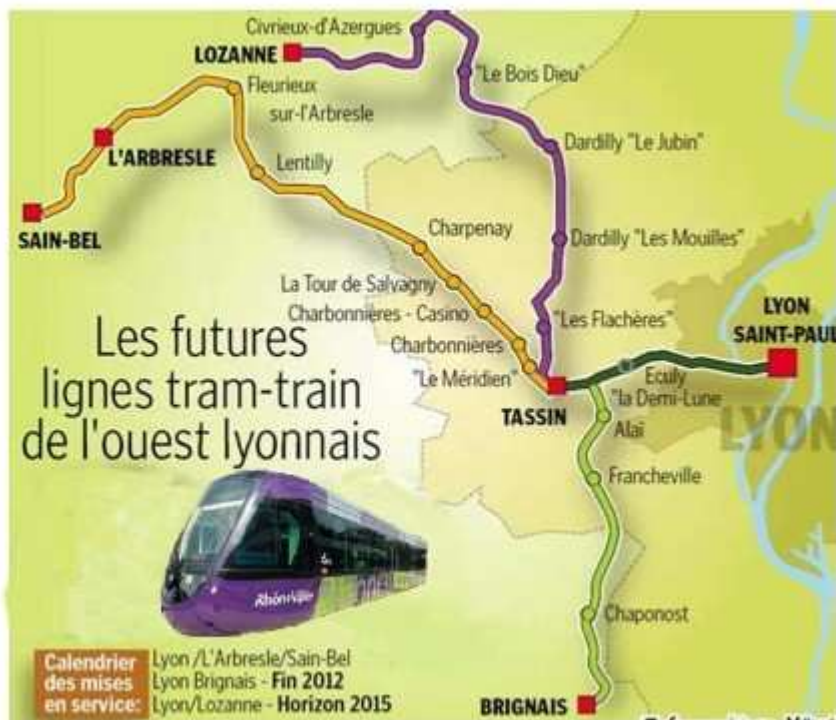 Civrieux-d'Azergues
LOZANNE
"Le Bois Dieu"
Fleurieux
sur-l'Arbresle
Dardilly "Le Jubin"
L'ARBRESLE
Lentilly
SAIN-BEL
Charpenay
Dardilly "Les Mouilles"
La Tour de Salvagny
Charbonnières - Casino
"Les Flachères"
LYON
SAINT-PAUL
Charbonnières
"Le Méridien"
Les futures
lignes tram-train
de l'ouest lyonnais
Ecully
"la Demi-Lune
TASSIN
Alaï
LYON
Francheville
Chaponost
BRIGNAIS
Calendrier
des mises
en service:
Lyon /L'Arbresle/Sain-Bel
Lyon Brignais - Fin 2012
Lyon/Lozanne - Horizon 2015